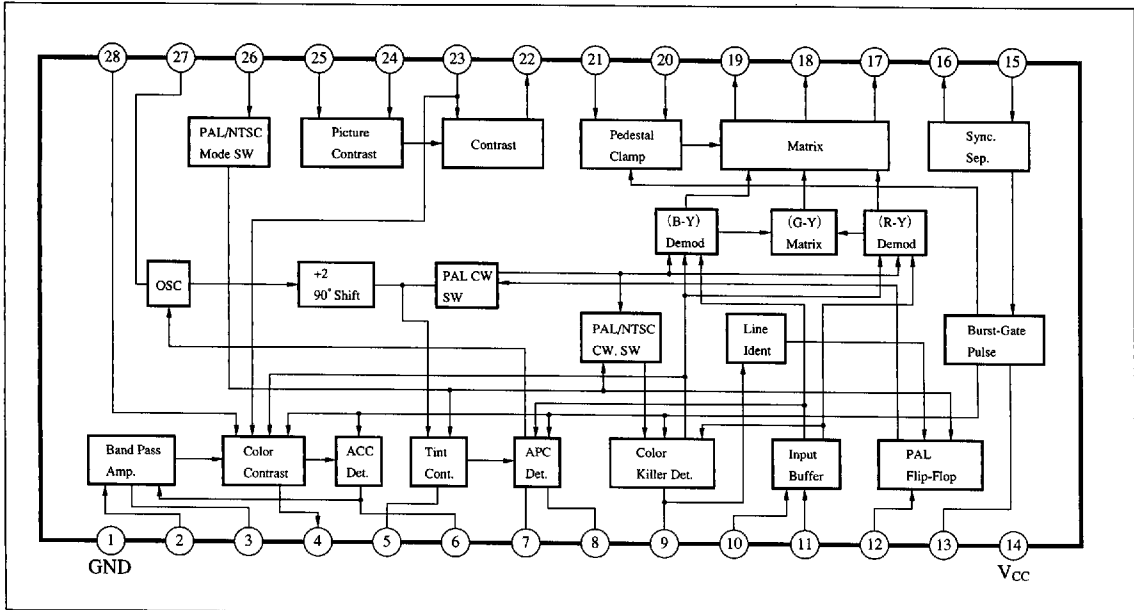 28 27 26 25 24 23 22 21 20 19 18 17 16 15
PAL/NTSC
Mode SW
Picture
Contrast
Contrast
Pedestal
Clamp
Matrix
Sync.
Sep.
(B-Y)
Demod
(G-Y)
Matrix
(R-Y)
Demod
OSC
+2
90° Shift
PAL CW
SW
PAL/NTSC
CW. SW
Line
Ident
Burst-Gate
Pulse
Band Pass
Amp.
Color
Contrast
ACC
Det.
Tint
Cont.
APC
Det.
Color
Killer Det.
Input
Buffer
PAL
Flip-Flop
1 2 3 4 5 6 7 8 9 10 11 12 13 14
GND
VCC